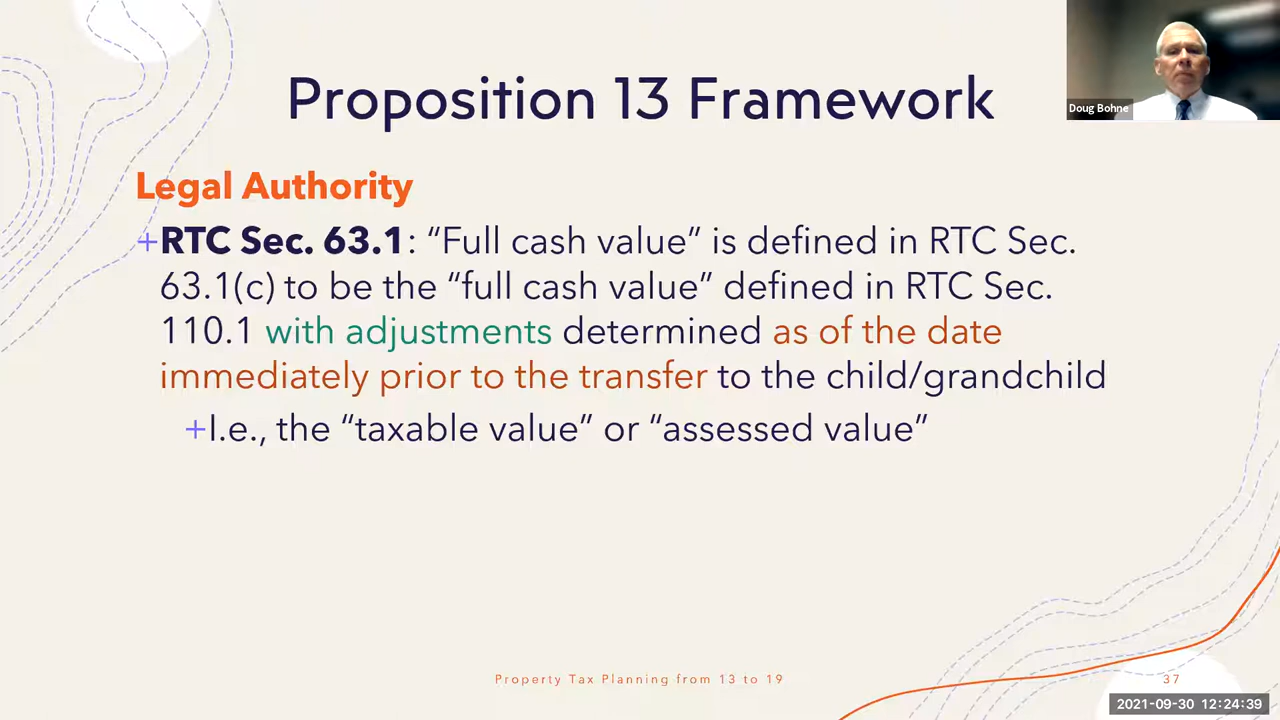 Proposition 13 Framework
Doug Bohne
Legal Authority
+RTC Sec. 63.1: “Full cash value” is defined in RTC Sec.
63.1(c) to be the “full cash value” defined in RTC Sec.
110.1 with adjustments determined as of the date
immediately prior to the transfer to the child/grandchild
+I.e., the “taxable value” or “assessed value”
Property Tax Planning from 13 to 19
37
2021-09-30 12:24:39